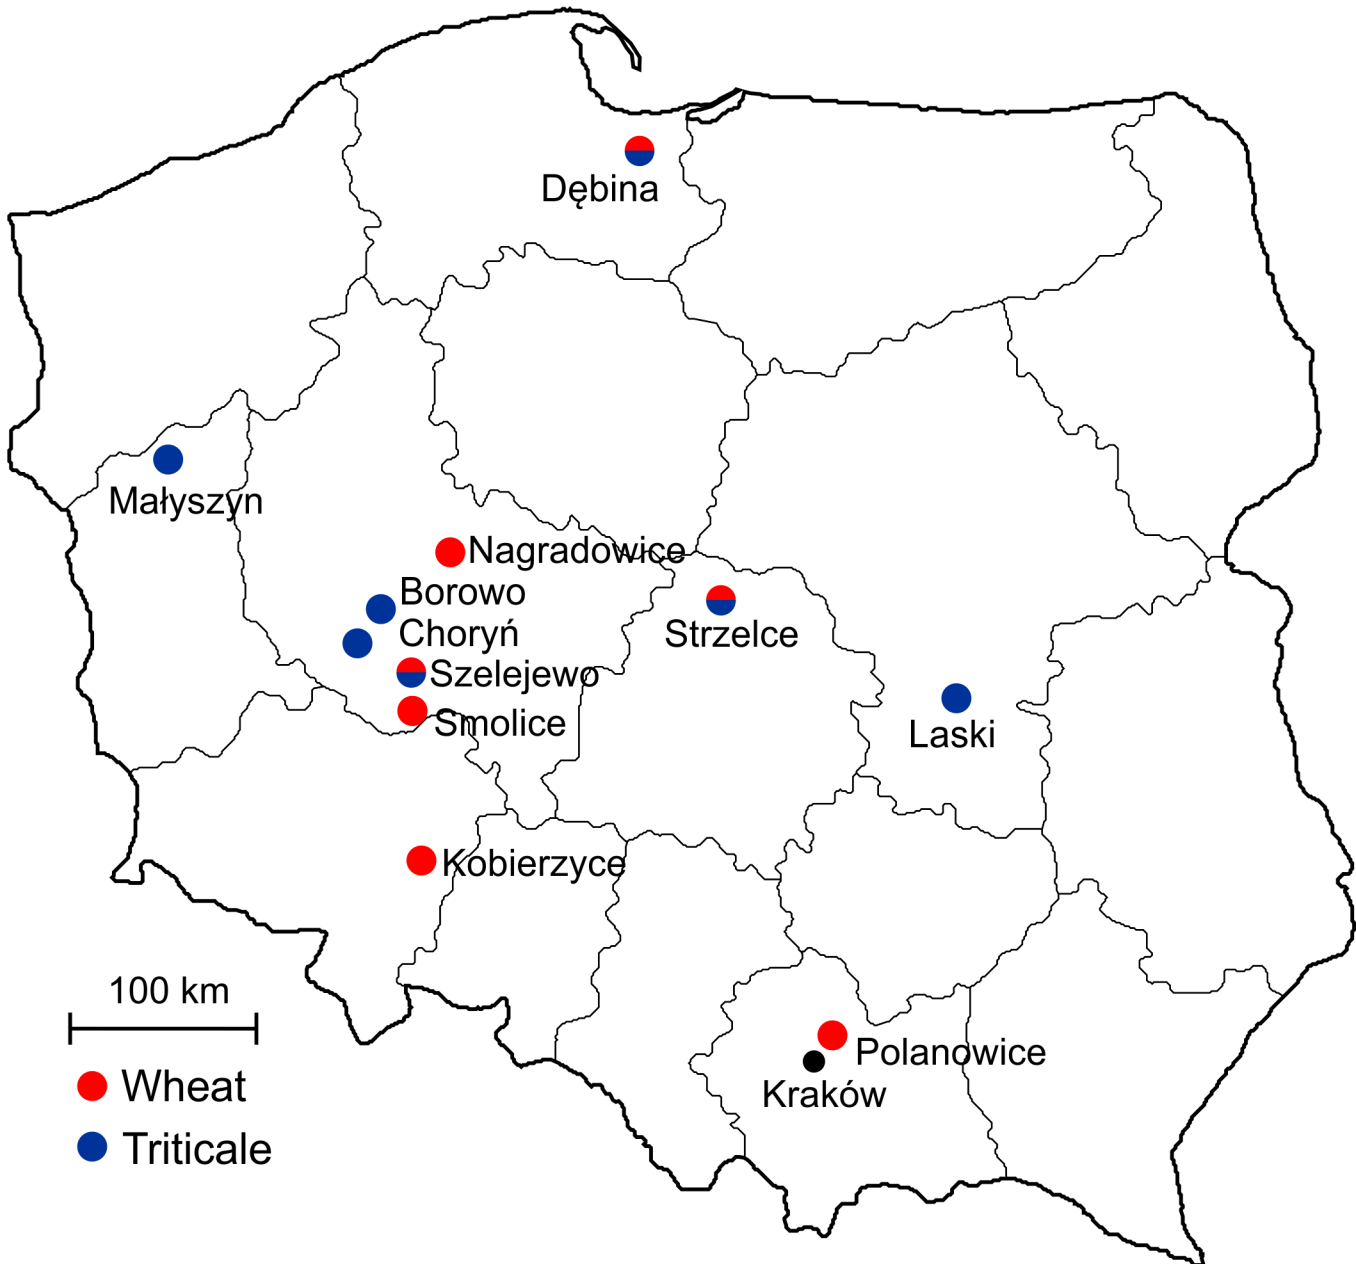 Dębina
Małyszyn
Nagradowice
Borowo
Choryń
Strzelce
Szelejewo
Smolice
Laski
Kobierzyce
100 km
Polanowice
Kraków
Wheat
Triticale